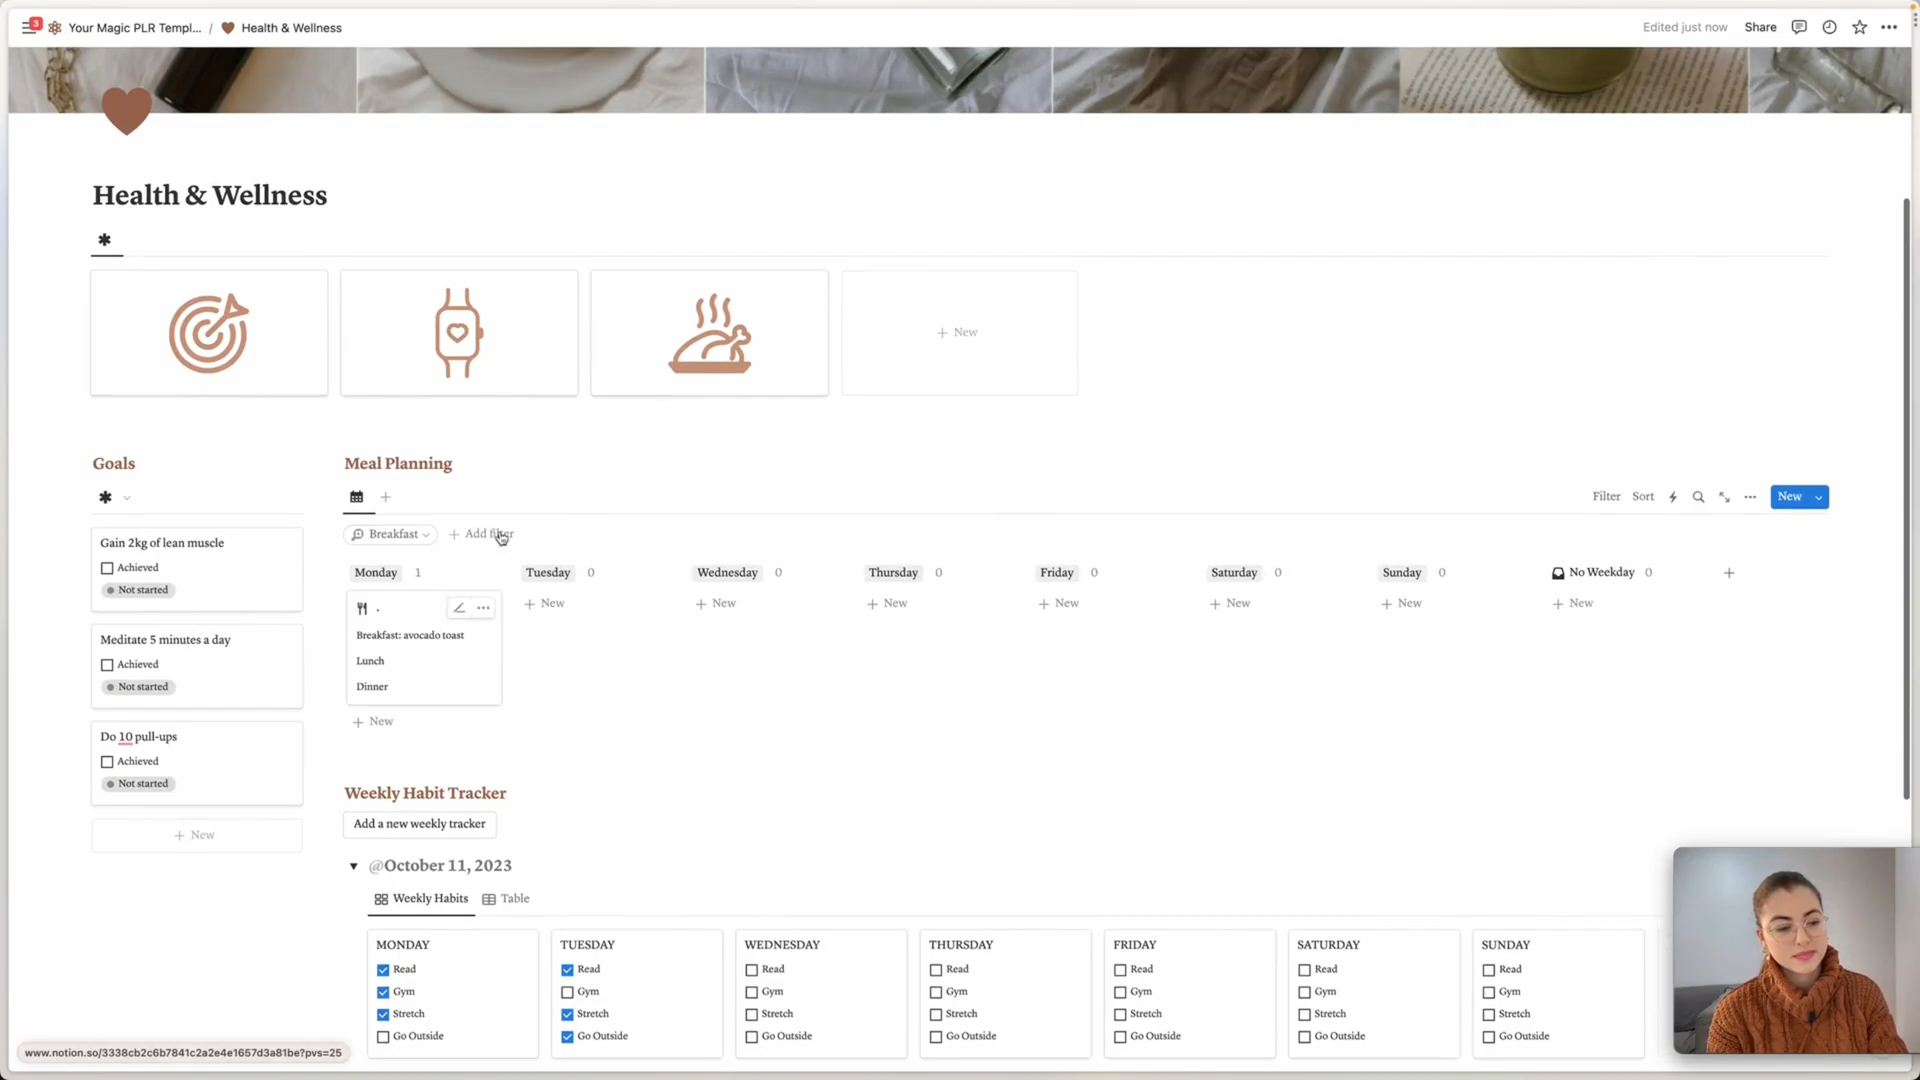 3 Your Magic PLR Templ... / Health & Wellness Edited just now Share
Health & Wellness
+ New
Goals
Meal Planning
Filter Sort New
Breakfast + Add filter
Gain 2kg of lean muscle
Achieved
Not started
Meditate 5 minutes a day
Achieved
Not started
Do 10 pull-ups
Achieved
Not started
+ New
Monday 1 Tuesday 0 Wednesday 0 Thursday 0 Friday 0 Saturday 0 Sunday 0 No Weekday 0
+ New + New + New + New + New + New + New
.
Breakfast: avocado toast
Lunch
Dinner
+ New
Weekly Habit Tracker
Add a new weekly tracker
@October 11, 2023
Weekly Habits Table
MONDAY
Read
Gym
Stretch
Go Outside
TUESDAY
Read
Gym
Stretch
Go Outside
WEDNESDAY
Read
Gym
Stretch
Go Outside
THURSDAY
Read
Gym
Stretch
Go Outside
FRIDAY
Read
Gym
Stretch
Go Outside
SATURDAY
Read
Gym
Stretch
Go Outside
SUNDAY
Read
Gym
Stretch
Go Outside
www.notion.so/3338cb2c6b7841c2a2e4e1657d3a81be?pvs=25